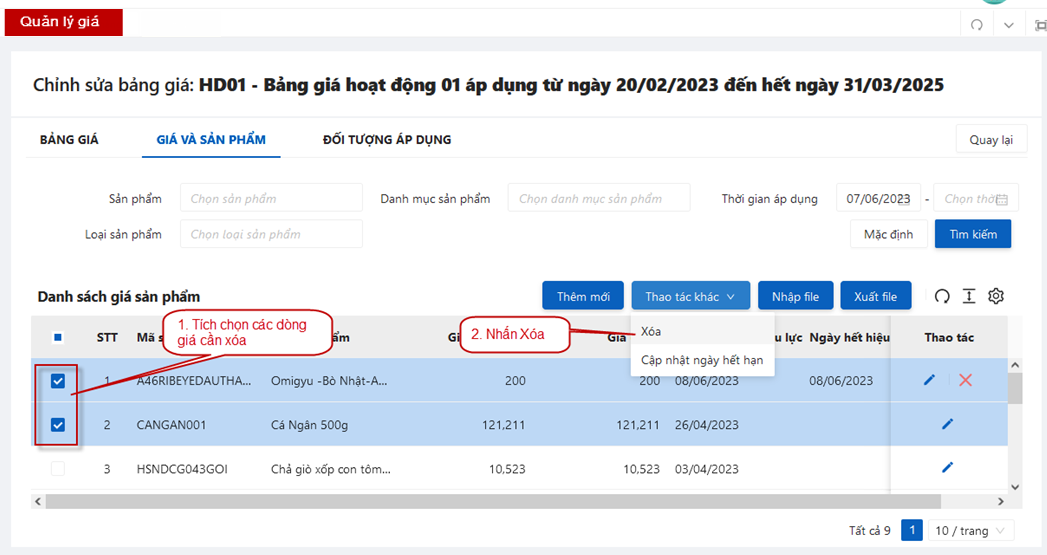 Quản lý giá
Chỉnh sửa bảng giá: HD01 - Bảng giá hoạt động 01 áp dụng từ ngày 20/02/2023 đến hết ngày 31/03/2025
BẢNG GIÁ GIÁ VÀ SẢN PHẨM ĐỐI TƯỢNG ÁP DỤNG Quay lại
Sản phẩm Chọn sản phẩm Danh mục sản phẩm Chọn danh mục sản phẩm Thời gian áp dụng 07/06/2023 - Chọn thời
Loại sản phẩm Chọn loại sản phẩm Mặc định Tìm kiếm
Danh sách giá sản phẩm Thêm mới Thao tác khác Nhập file Xuất file
1. Tích chọn các dòng
giá cần xóa
2. Nhấn Xóa
Xóa
Cập nhật ngày hết hạn
STT Mã s ẩm Gi Giá u lực Ngày hết hiệu Thao tác
1 A46RIBEYEDAUTHA... Omigyu -Bò Nhật-A... 200 200 08/06/2023 08/06/2023
2 CANGAN001 Cá Ngân 500g 121,211 121,211 26/04/2023
3 HSNDCG043GOI Chả giò xốp con tôm... 10,523 10,523 03/04/2023
Tất cả 9 1 10 / trang